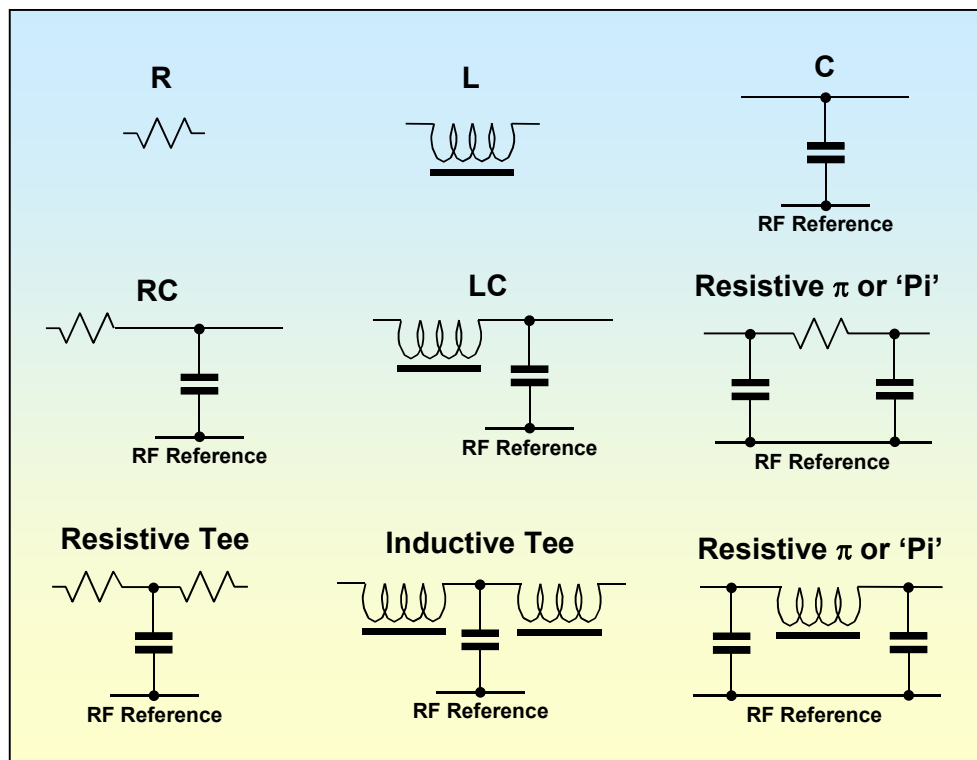 R
L
C
RF Reference
RC
LC
Resistive π or ‘Pi’
RF Reference
RF Reference
RF Reference
Resistive Tee
Inductive Tee
Resistive π or ‘Pi’
RF Reference
RF Reference
RF Reference